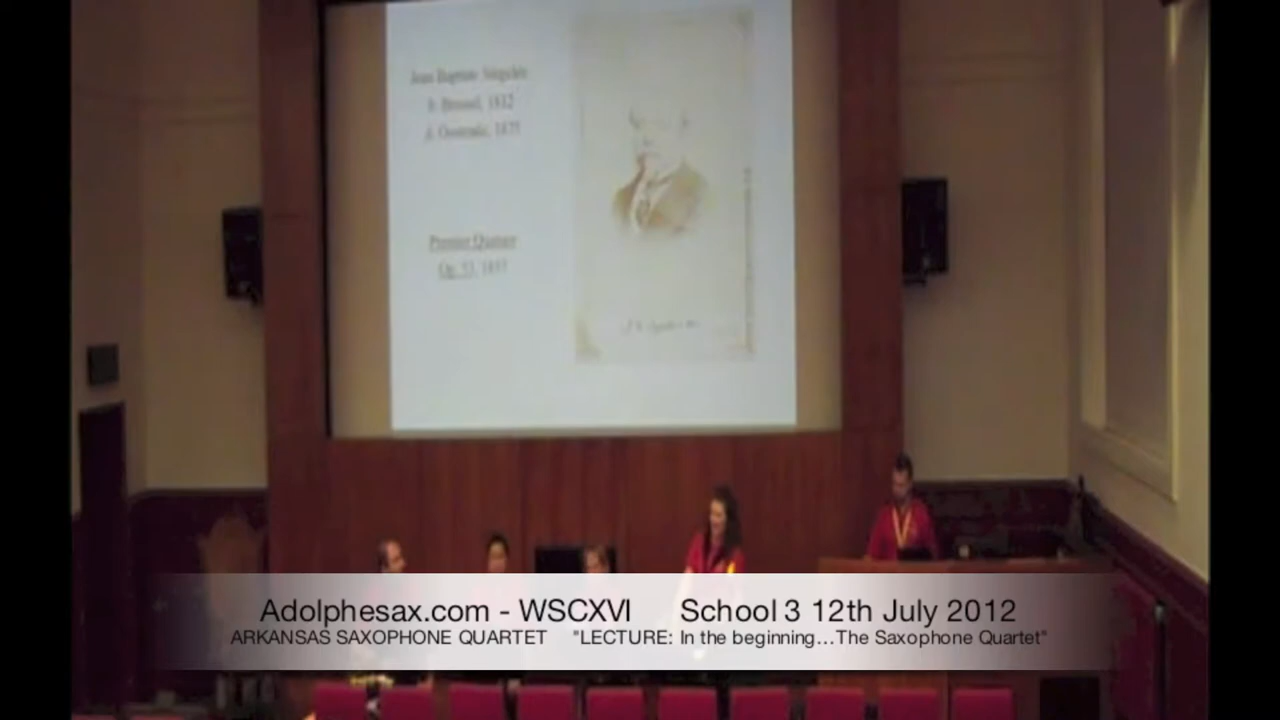 Jean-Baptiste Singelée
b. Brussel, 1812
d. Oostende, 1875
Premier Quatuor
Op. 53, 1857
Adolphesax.com - WSCXVI School 3 12th July 2012
ARKANSAS SAXOPHONE QUARTET "LECTURE: In the beginning...The Saxophone Quartet"